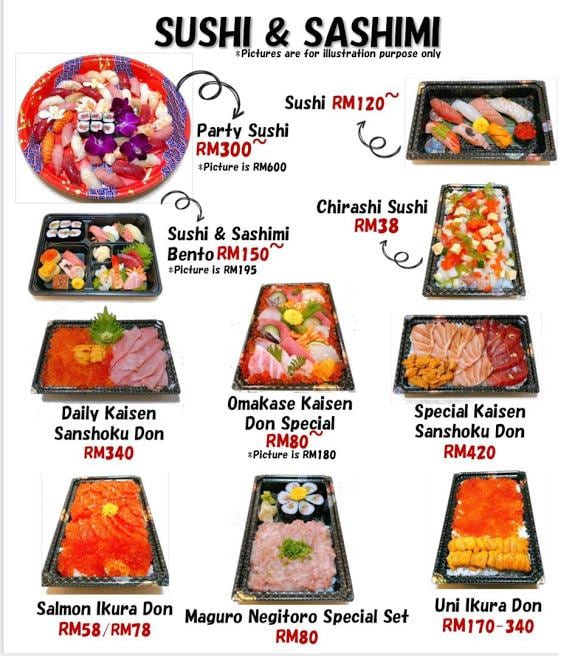 SUSHI & SASHIMI
*Pictures are for illustration purpose only
Party Sushi
RM300~
*Picture is RM600
Sushi RM120~
Sushi & Sashimi
Bento RM150~
*Picture is RM195
Chirashi Sushi
RM38
Daily Kaisen
Sanshoku Don
RM340
Omakase Kaisen
Don Special
RM80~
*Picture is RM180
Special Kaisen
Sanshoku Don
RM420
Salmon Ikura Don
RM58/RM78
Maguro Negitoro Special Set
RM80
Uni Ikura Don
RM170-340